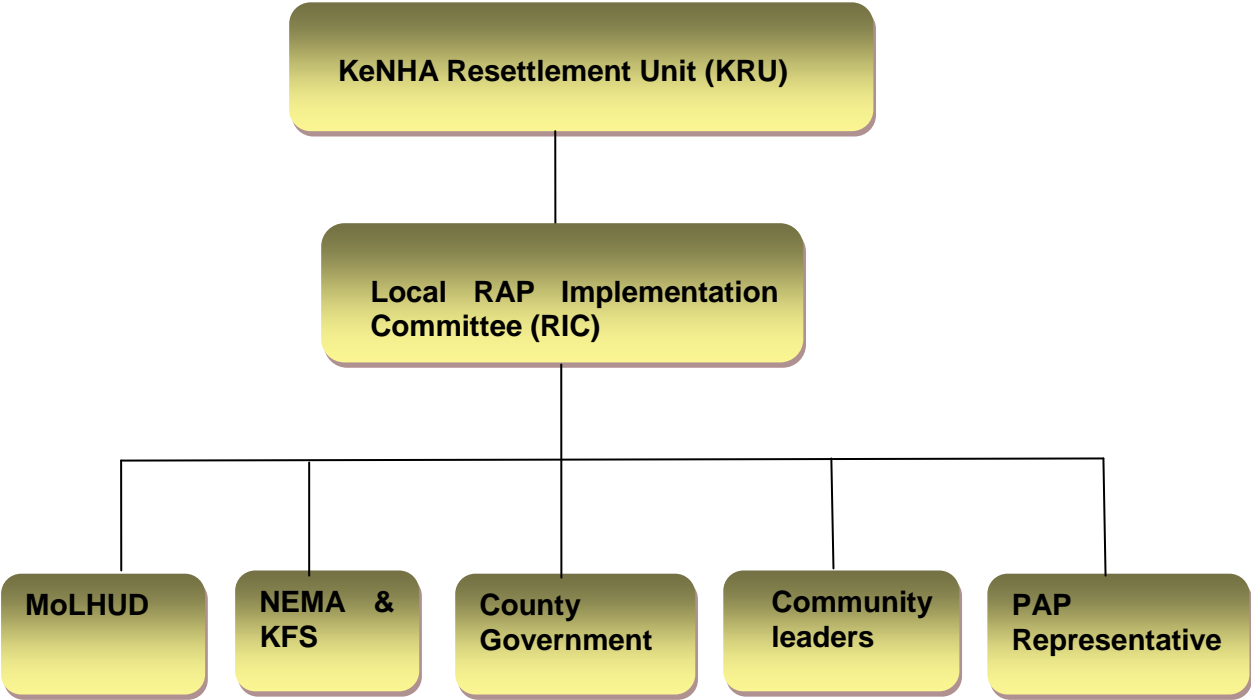 KeNHA Resettlement Unit (KRU)
Local RAP Implementation
Committee (RIC)
MoLHUD
NEMA &
KFS
County
Government
Community
leaders
PAP
Representative